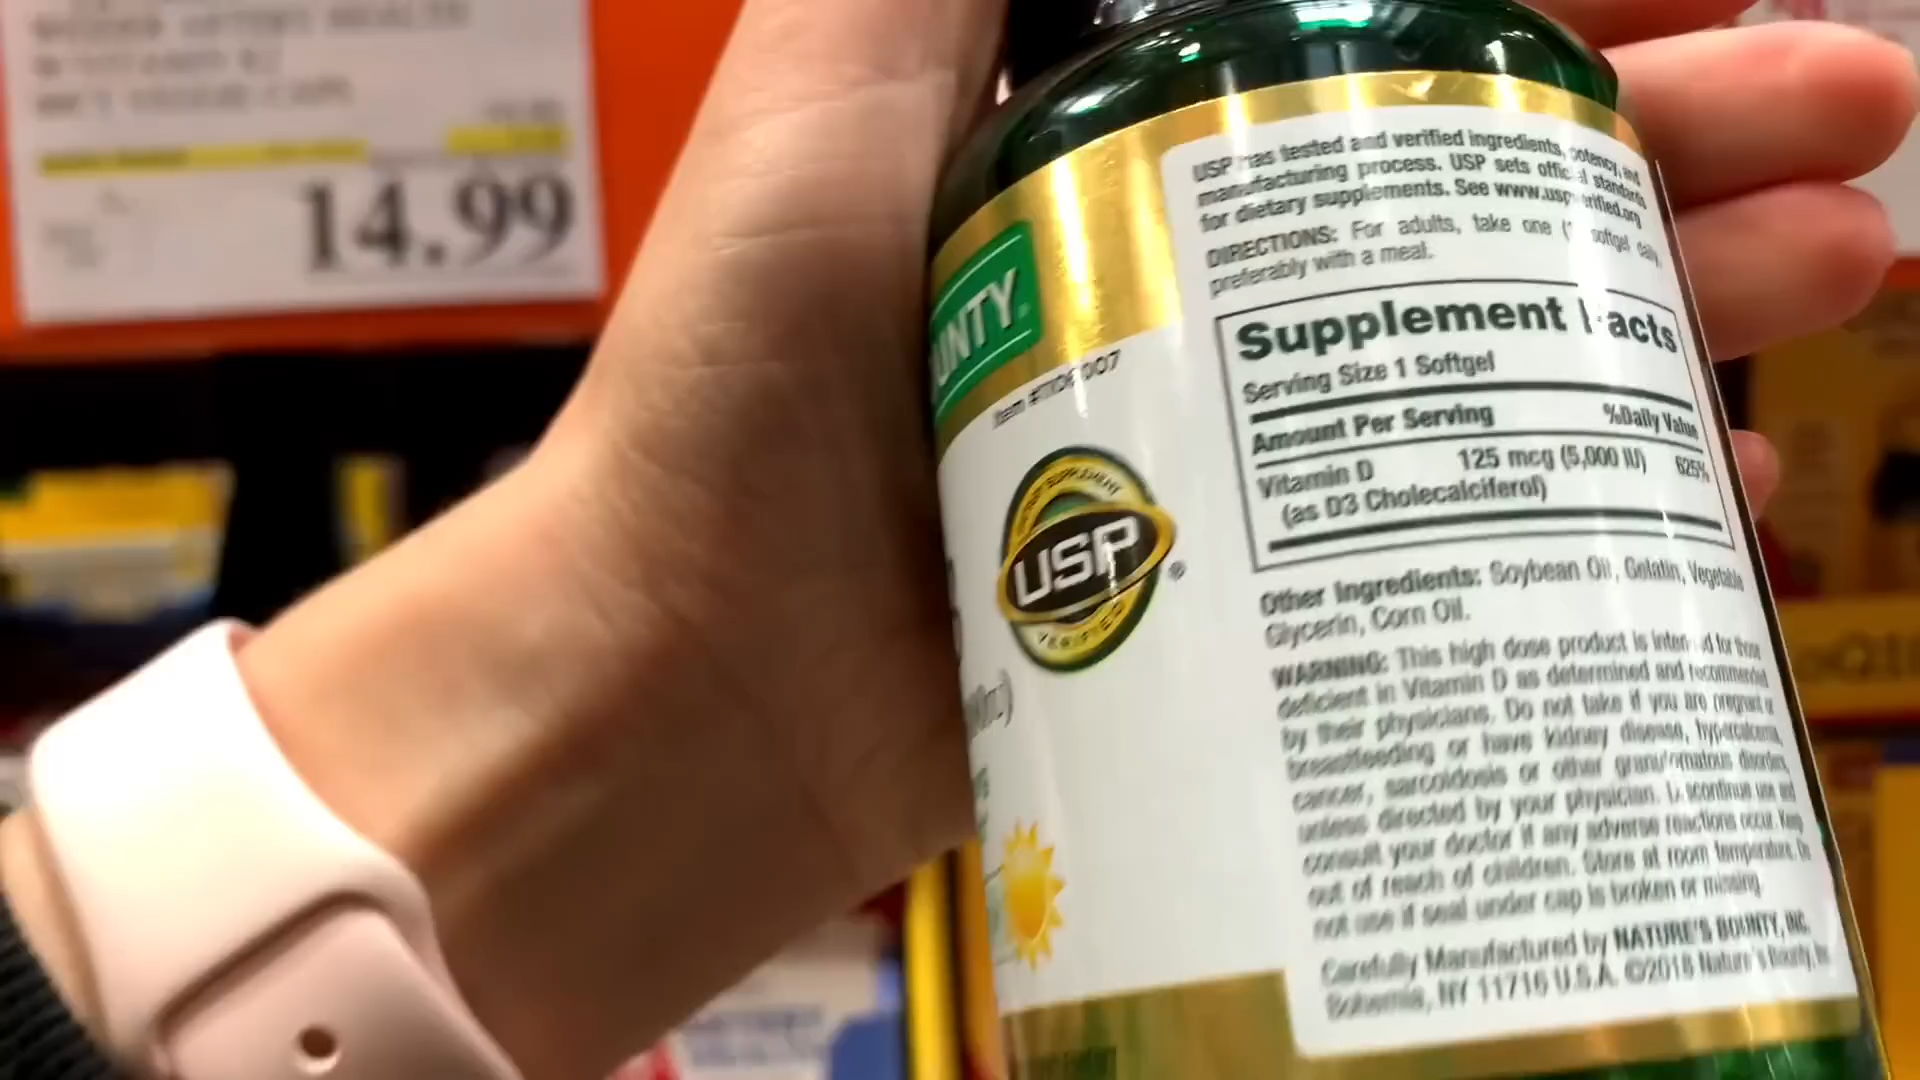 14.99
UNTY
Item #1106007
USP
VERIFIED
USP has tested and verified ingredients, potency, and
manufacturing process. USP sets official standards
for dietary supplements. See www.uspverified.org
DIRECTIONS: For adults, take one (1) softgel daily,
preferably with a meal.
Supplement Facts
Serving Size 1 Softgel
Amount Per Serving %Daily Value
Vitamin D 125 mcg (5,000 IU) 625%
(as D3 Cholecalciferol)
Other Ingredients: Soybean Oil, Gelatin, Vegetable
Glycerin, Corn Oil.
WARNING: This high dose product is intended for those
deficient in Vitamin D as determined and recommended
by their physicians. Do not take if you are pregnant or
breastfeeding or have kidney disease, hypercalcemia,
cancer, sarcoidosis or other granulomatous disorders,
unless directed by your physician. Discontinue use and
consult your doctor if any adverse reactions occur. Keep
out of reach of children. Store at room temperature. Do
not use if seal under cap is broken or missing.
Carefully Manufactured by NATURE'S BOUNTY, INC.
Bohemia, NY 11716 U.S.A. ©2018 Nature's Bounty, Inc.